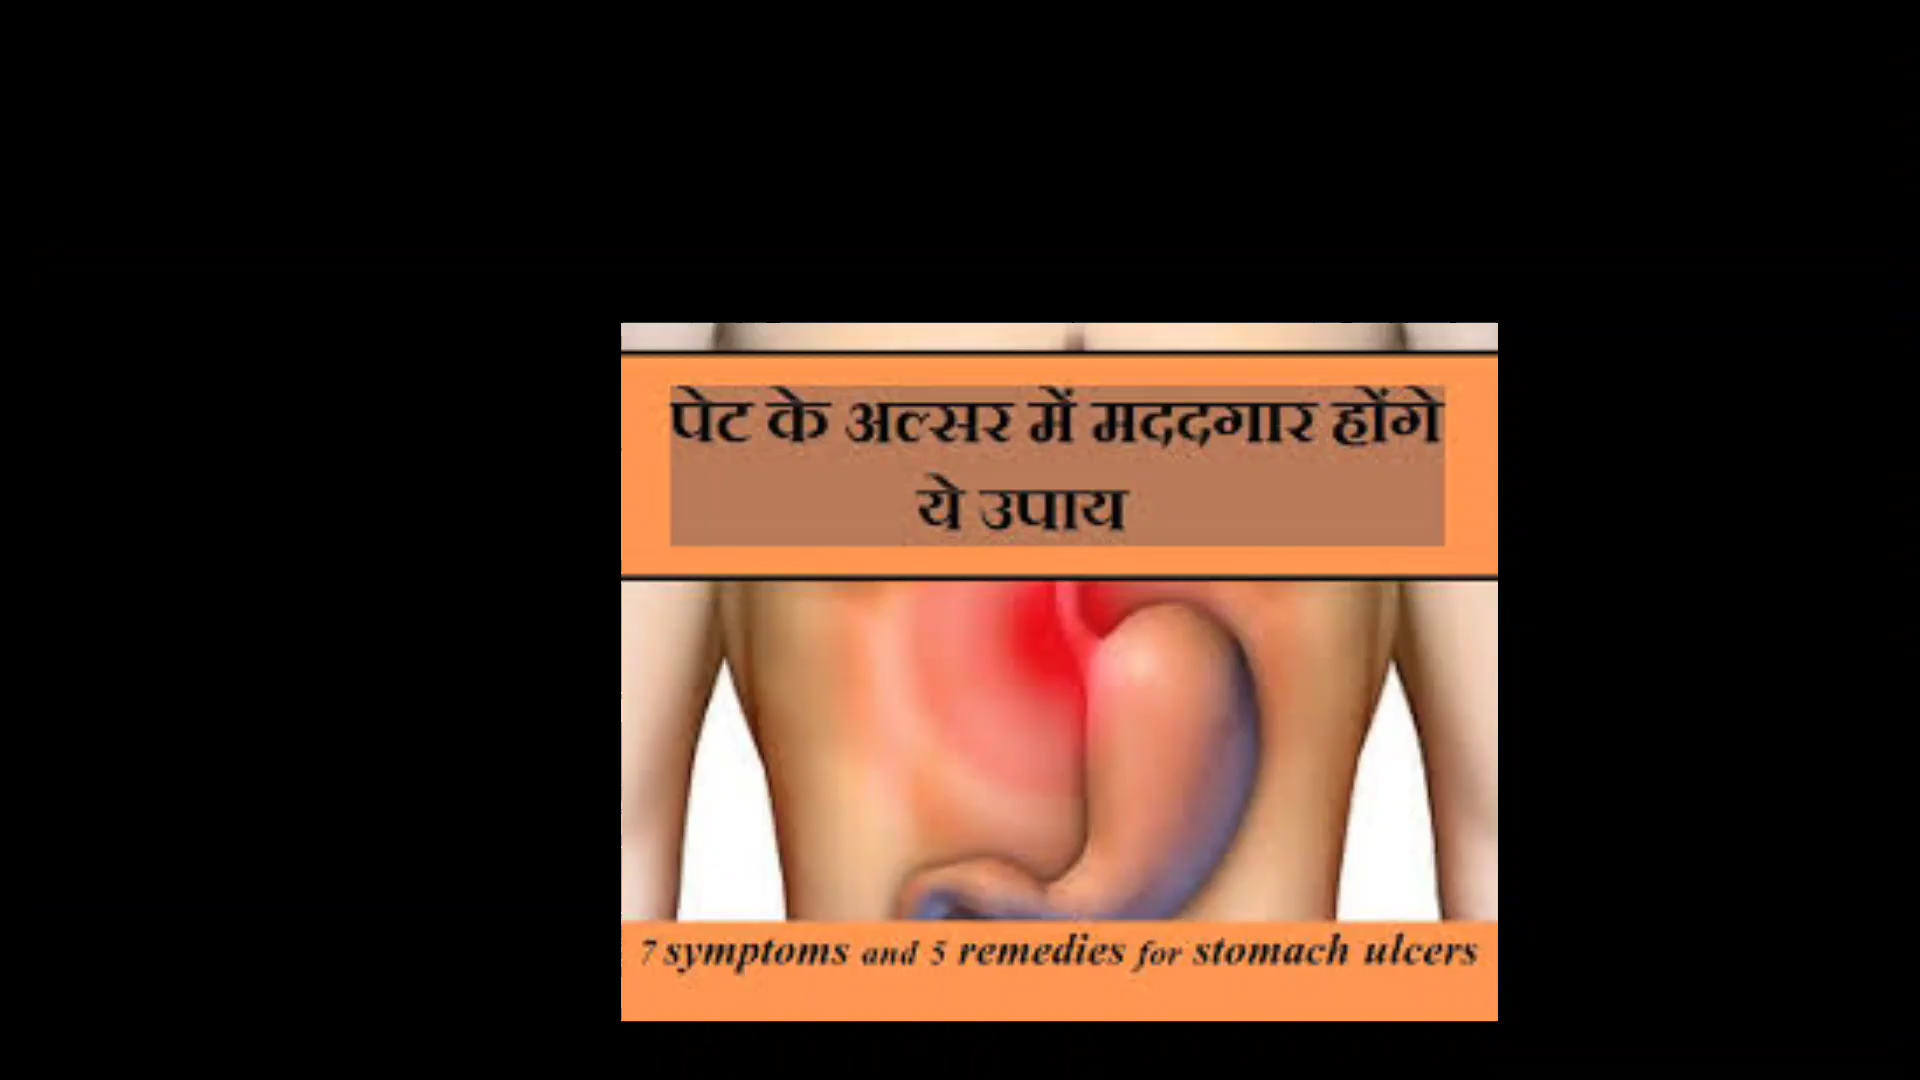 पेट के अल्सर में मददगार होंगे
ये उपाय
7 symptoms and 5 remedies for stomach ulcers